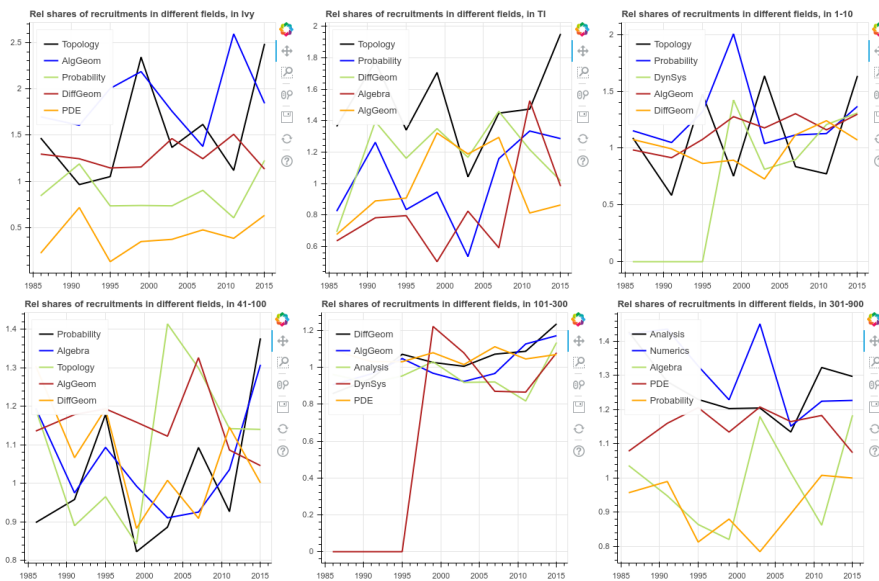 Rel shares of recruitments in different fields, in Ivy
2.5
2
1.5
1
0.5
Topology
AlgGeom
Probability
DiffGeom
PDE
1985 1990 1995 2000 2005 2010 2015
Rel shares of recruitments in different fields, in TI
2
1.8
1.6
1.4
1.2
1
0.8
0.6
Topology
Probability
DiffGeom
Algebra
AlgGeom
1985 1990 1995 2000 2005 2010 2015
Rel shares of recruitments in different fields, in 1-10
2
1.5
1
0.5
0
Topology
Probability
DynSys
AlgGeom
DiffGeom
1985 1990 1995 2000 2005 2010 2015
Rel shares of recruitments in different fields, in 41-100
1.4
1.3
1.2
1.1
1
0.9
0.8
Probability
Algebra
Topology
AlgGeom
DiffGeom
1985 1990 1995 2000 2005 2010 2015
Rel shares of recruitments in different fields, in 101-300
1.2
1
0.8
0.6
0.4
0.2
0
DiffGeom
AlgGeom
Analysis
DynSys
PDE
1985 1990 1995 2000 2005 2010 2015
Rel shares of recruitments in different fields, in 301-900
1.4
1.3
1.2
1.1
1
0.9
0.8
Analysis
Numerics
Algebra
PDE
Probability
1985 1990 1995 2000 2005 2010 2015